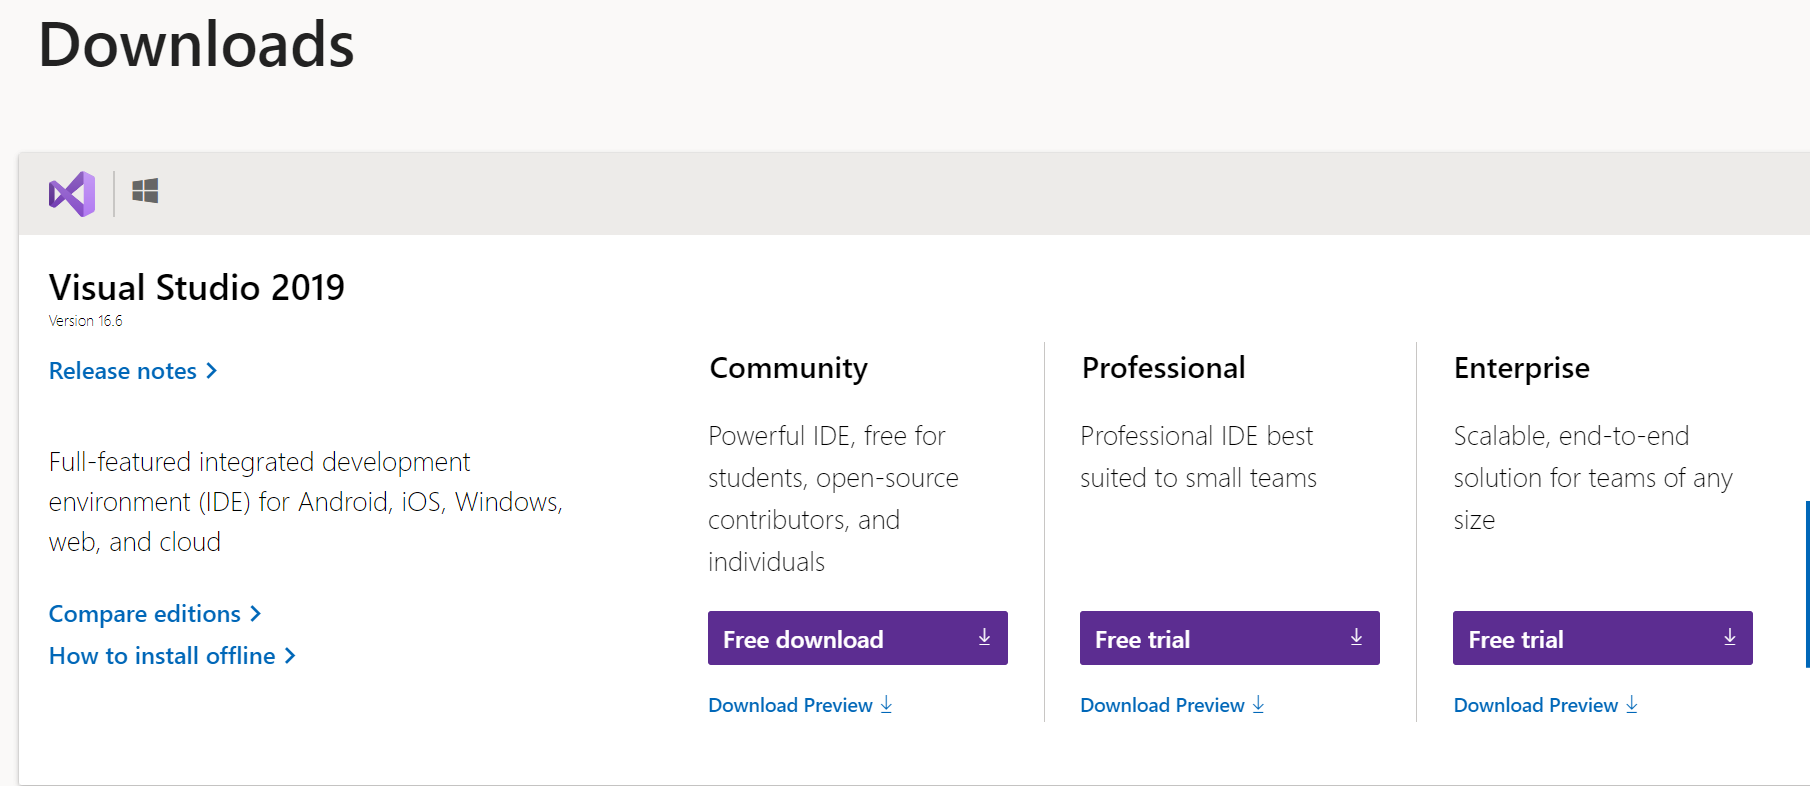 Downloads
Visual Studio 2019
Version 16.6
Release notes
Full-featured integrated development
environment (IDE) for Android, iOS, Windows,
web, and cloud
Compare editions
How to install offline
Community
Powerful IDE, free for
students, open-source
contributors, and
individuals
Free download
Download Preview
Professional
Professional IDE best
suited to small teams
Free trial
Download Preview
Enterprise
Scalable, end-to-end
solution for teams of any
size
Free trial
Download Preview